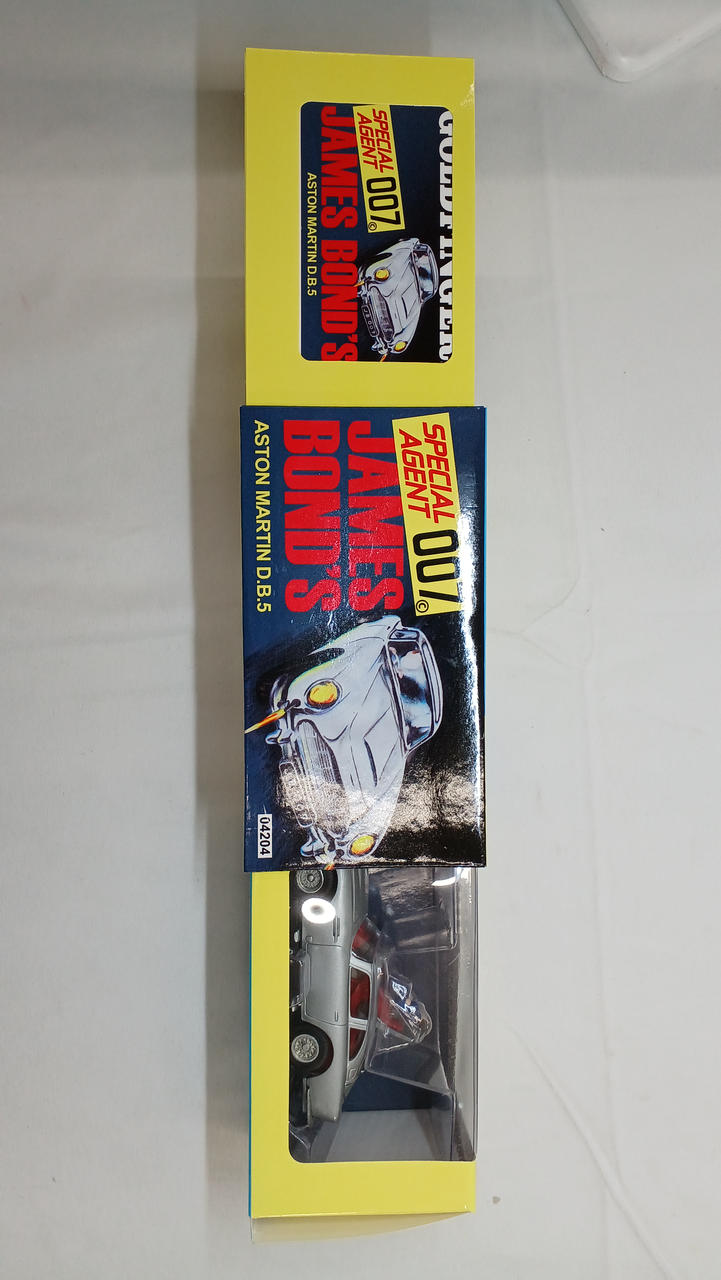 GOLDFINGER
SPECIAL
AGENT 007©
JAMES BOND'S
ASTON MARTIN D.B.5
SPECIAL
AGENT 007©
JAMES
BOND'S
ASTON MARTIN D.B.5
04204